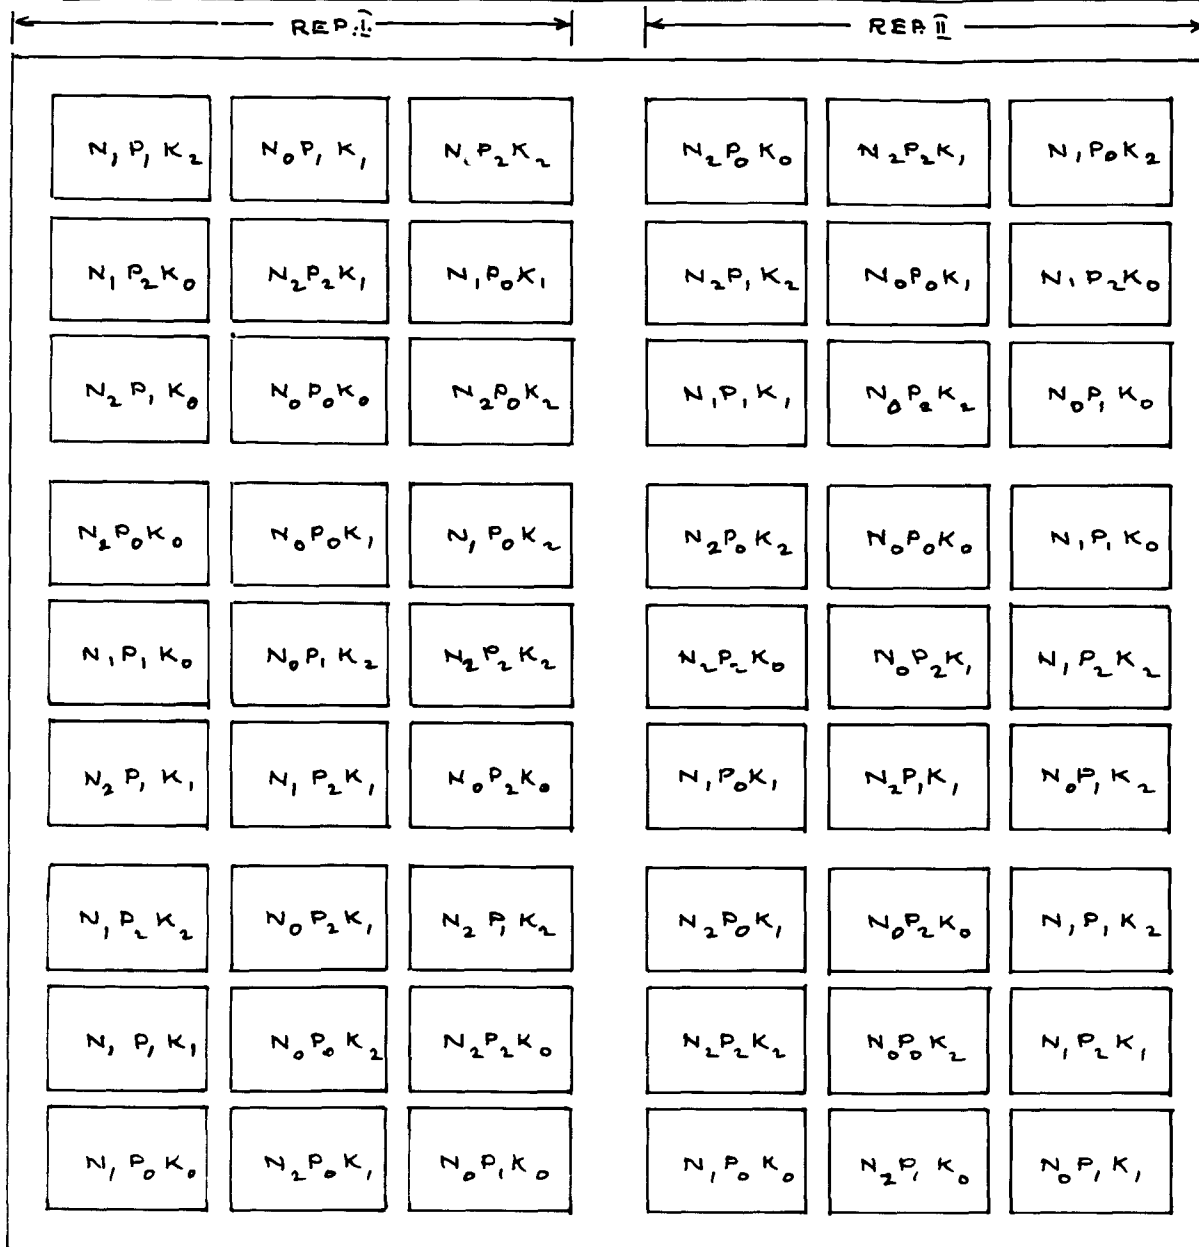 REP. I REP. II
N₁P₁K₂ N₀P₁K₁ N₁P₂K₂ N₂P₀K₀ N₂P₂K₁ N₁P₀K₂
N₁P₂K₀ N₂P₂K₁ N₁P₀K₁ N₂P₁K₂ N₀P₀K₁ N₁P₂K₀
N₂P₁K₀ N₀P₀K₀ N₂P₀K₂ N₁P₁K₁ N₀P₂K₂ N₀P₁K₀
N₂P₀K₀ N₀P₀K₁ N₁P₀K₂ N₂P₀K₂ N₀P₀K₀ N₁P₁K₀
N₁P₁K₀ N₀P₁K₂ N₂P₂K₂ N₂P₂K₀ N₀P₂K₁ N₁P₂K₂
N₂P₁K₁ N₁P₂K₁ N₀P₂K₀ N₁P₀K₁ N₂P₁K₁ N₀P₁K₂
N₁P₂K₂ N₀P₂K₁ N₂P₁K₂ N₂P₀K₁ N₀P₂K₀ N₁P₁K₂
N₁P₁K₁ N₀P₀K₂ N₂P₂K₀ N₂P₂K₂ N₀P₀K₂ N₁P₂K₁
N₁P₀K₀ N₂P₀K₁ N₀P₁K₀ N₁P₀K₀ N₂P₁K₀ N₀P₁K₁